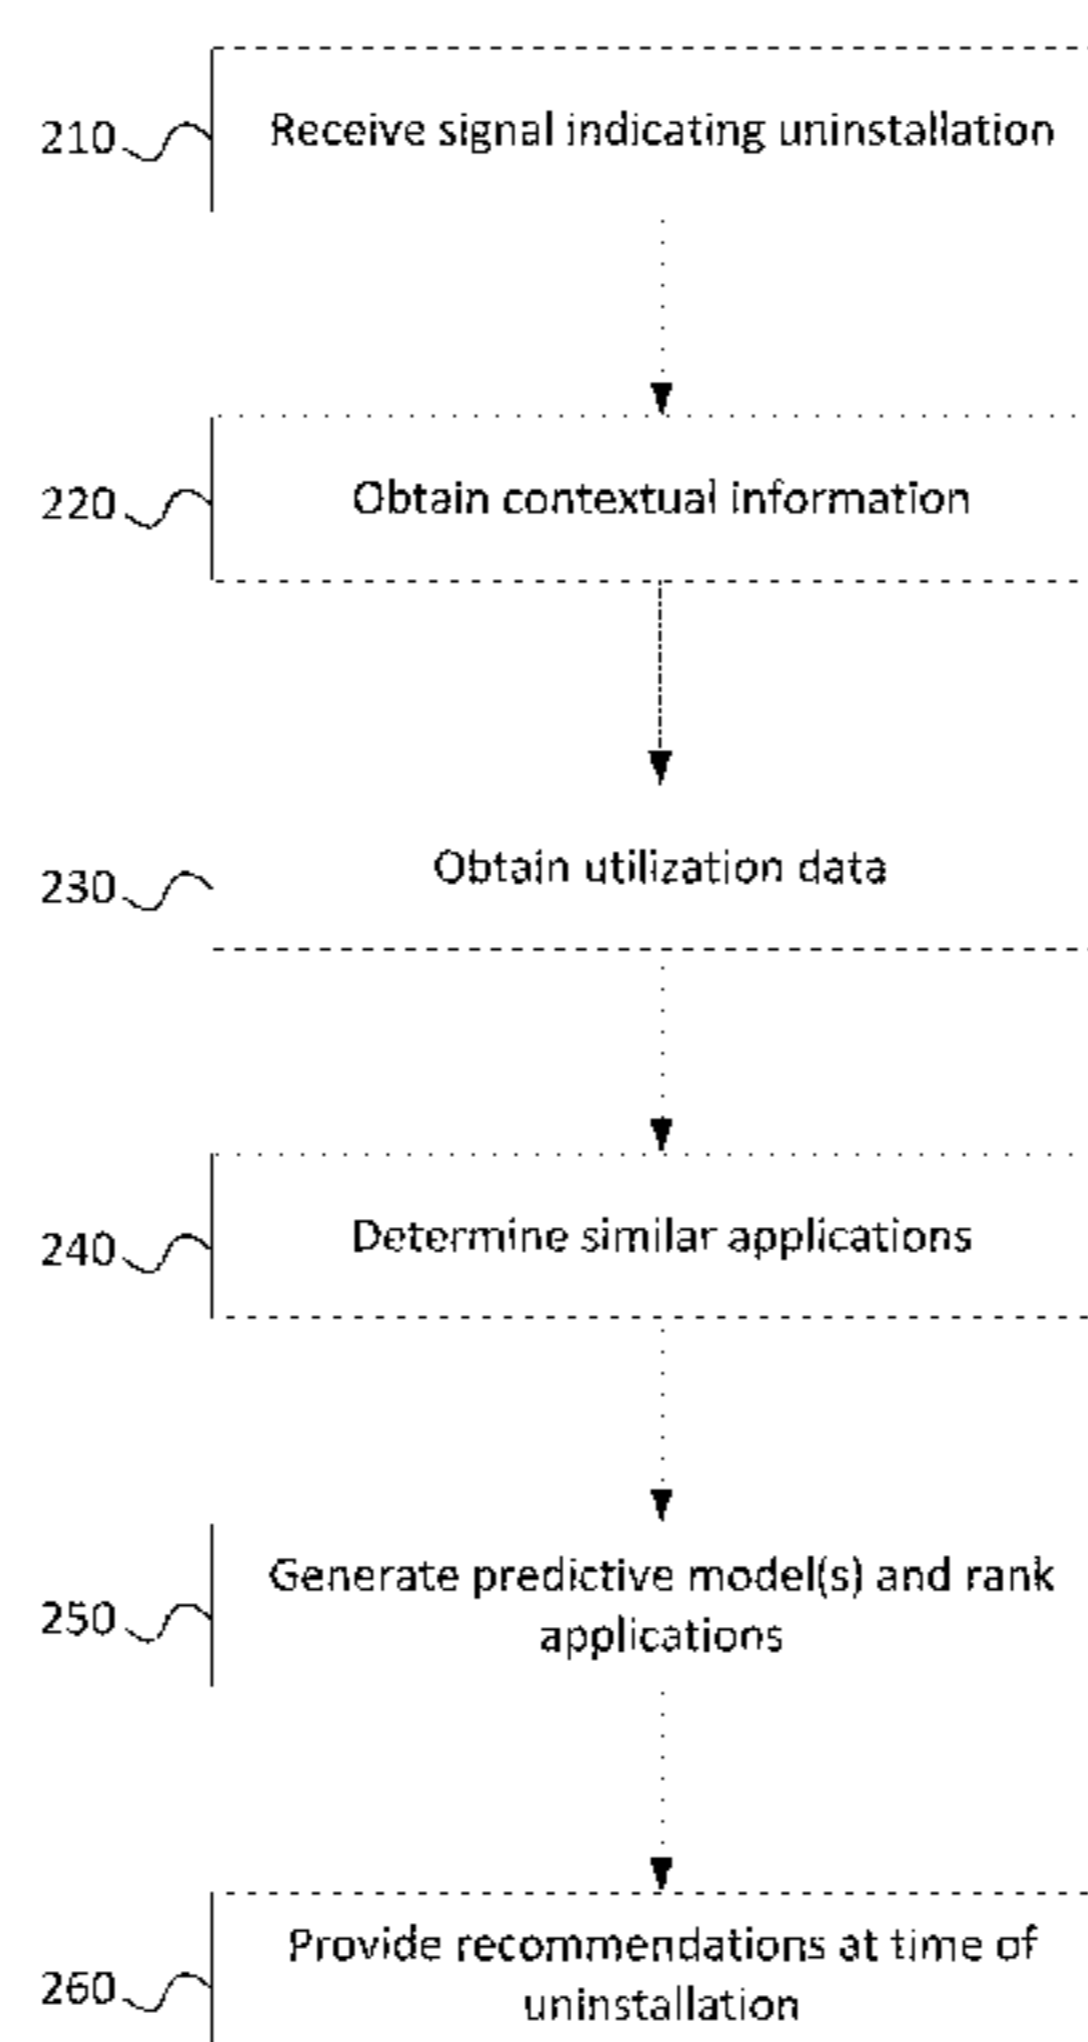 210 Receive signal indicating uninstallation
220 Obtain contextual information
230 Obtain utilization data
240 Determine similar applications
250 Generate predictive model(s) and rank
applications
260 Provide recommendations at time of
uninstallation